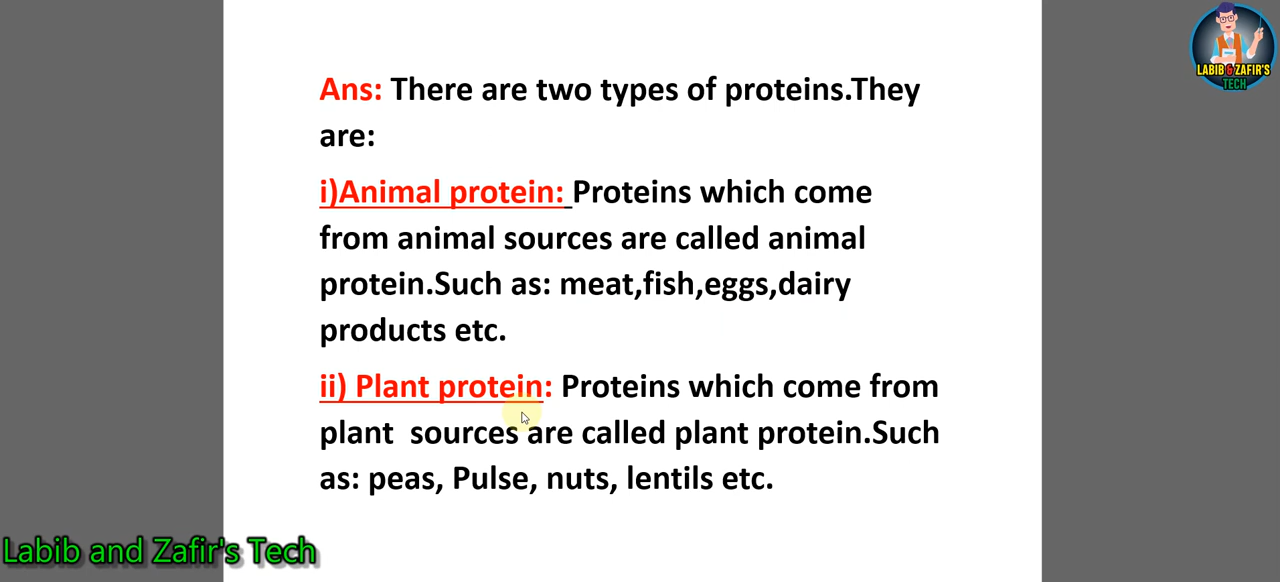 Ans: There are two types of proteins.They
are:
i)Animal protein: Proteins which come
from animal sources are called animal
protein.Such as: meat,fish,eggs,dairy
products etc.
ii) Plant protein: Proteins which come from
plant  sources are called plant protein.Such
as: peas, Pulse, nuts, lentils etc.
Labib and Zafir's Tech
LABIB & ZAFIR'S
TECH